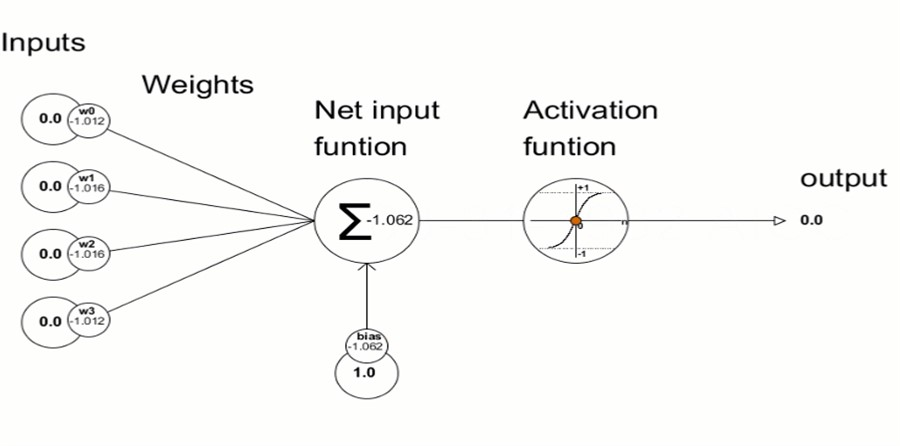 Inputs
Weights
Net input
funtion
Activation
funtion
output
0.0
w0
-1.012
0.0
w1
-1.016
0.0
w2
-1.016
0.0
w3
-1.012
∑ -1.062
+1
0
-1
0.0
bias
-1.062
1.0